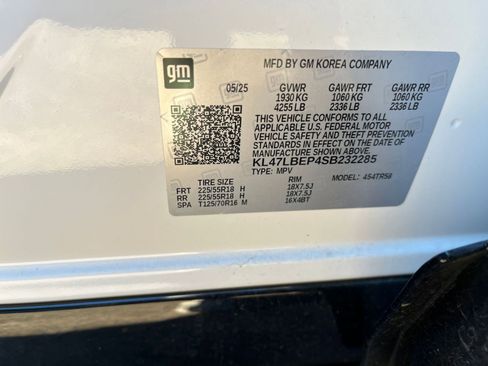 gm
MFD BY GM KOREA COMPANY
05/25 GVWR GAWR FRT GAWR RR
1930 KG 1060 KG 1060 KG
4255 LB 2336 LB 2336 LB
THIS VEHICLE CONFORMS TO ALL
APPLICABLE U.S. FEDERAL MOTOR
VEHICLE SAFETY AND THEFT PREVENTION
STANDARDS IN EFFECT ON THE DATE OF
MANUFACTURE SHOWN ABOVE.
KL47LBEP4SB232285
TYPE: MPV MODEL: 4S4TR58
TIRE SIZE RIM
FRT 225/55R18 H 18X7.5J
RR 225/55R18 H 18X7.5J
SPA T125/70R16 M 16X4BT